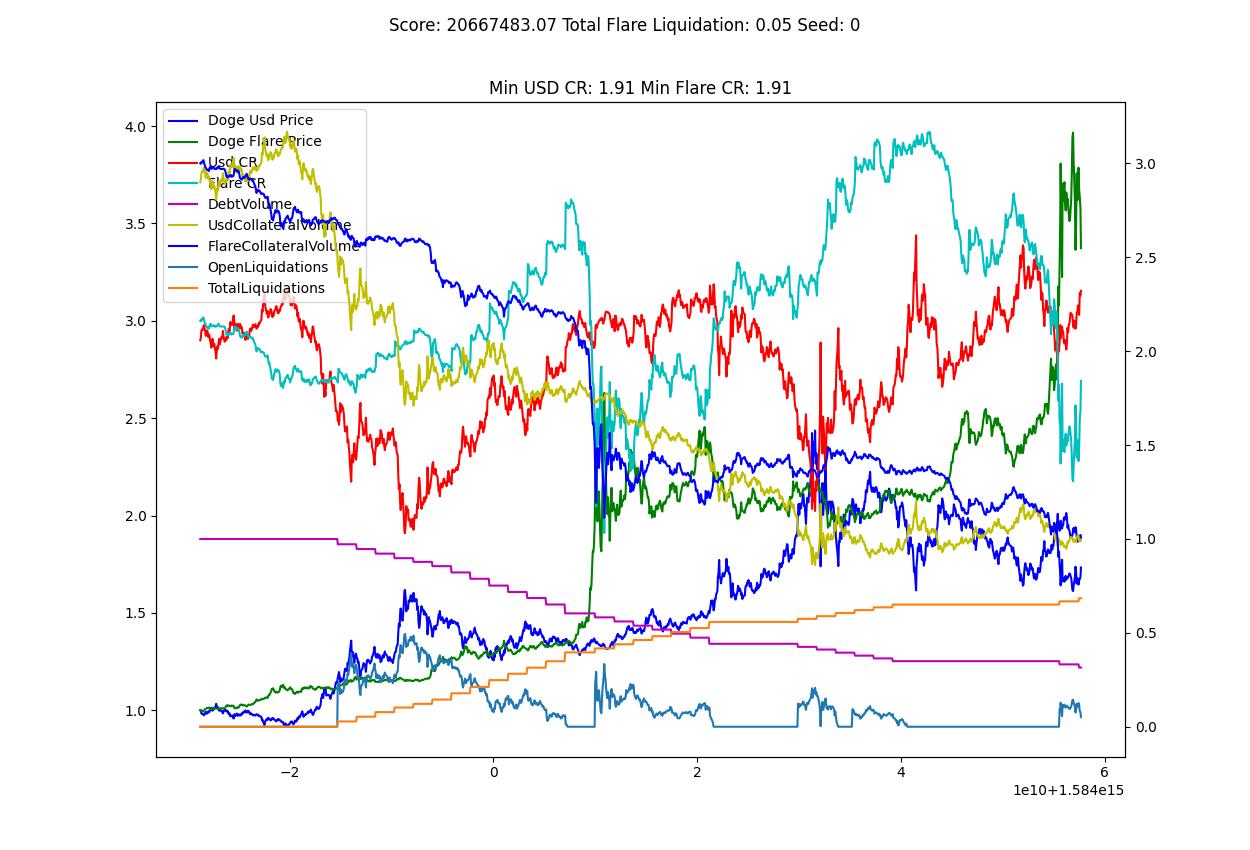 Score: 20667483.07 Total Flare Liquidation: 0.05 Seed: 0
Min USD CR: 1.91 Min Flare CR: 1.91
Doge Usd Price
Doge Flare Price
Usd CR
Flare CR
DebtVolume
UsdCollateralVolume
FlareCollateralVolume
OpenLiquidations
TotalLiquidations
4.0
3.5
3.0
2.5
2.0
1.5
1.0
3.0
2.5
2.0
1.5
1.0
0.5
0.0
−2
0
2
4
6
1e10+1.584e15